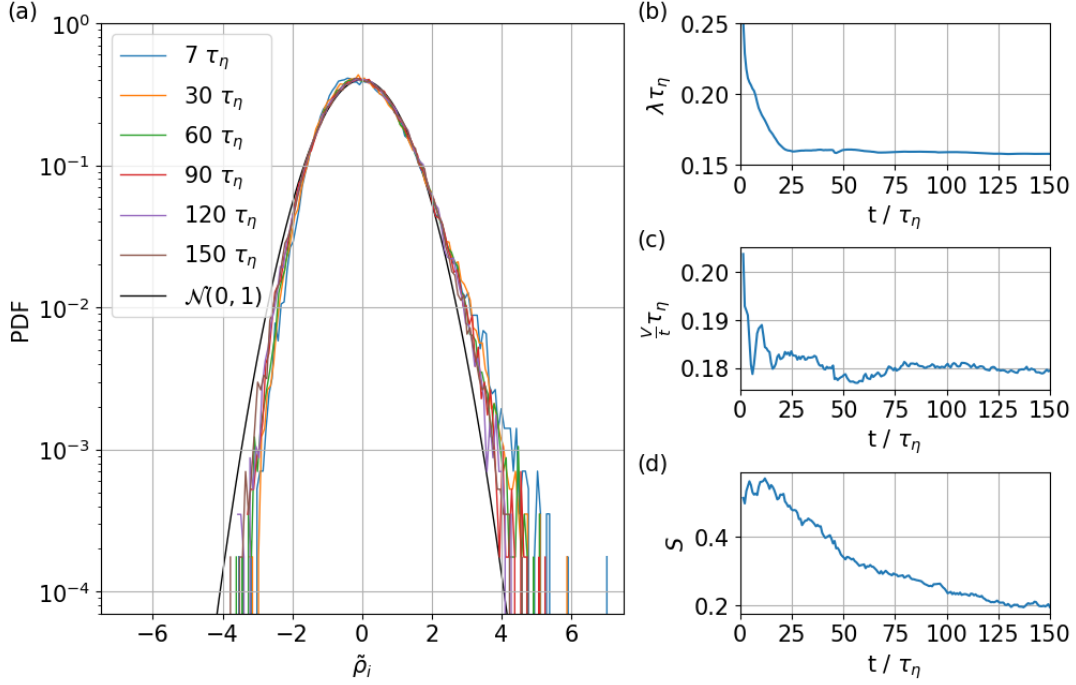 (a)
10⁰
10⁻¹
10⁻²
10⁻³
10⁻⁴
PDF
7 τ_η
30 τ_η
60 τ_η
90 τ_η
120 τ_η
150 τ_η
𝒩(0, 1)
−6 −4 −2 0 2 4 6
ρ̃_i
(b)
0.25
0.20
0.15
λ τ_η
0 25 50 75 100 125 150
t / τ_η
(c)
0.20
0.19
0.18
V/t τ_η
0 25 50 75 100 125 150
t / τ_η
(d)
0.4
0.2
S
0 25 50 75 100 125 150
t / τ_η